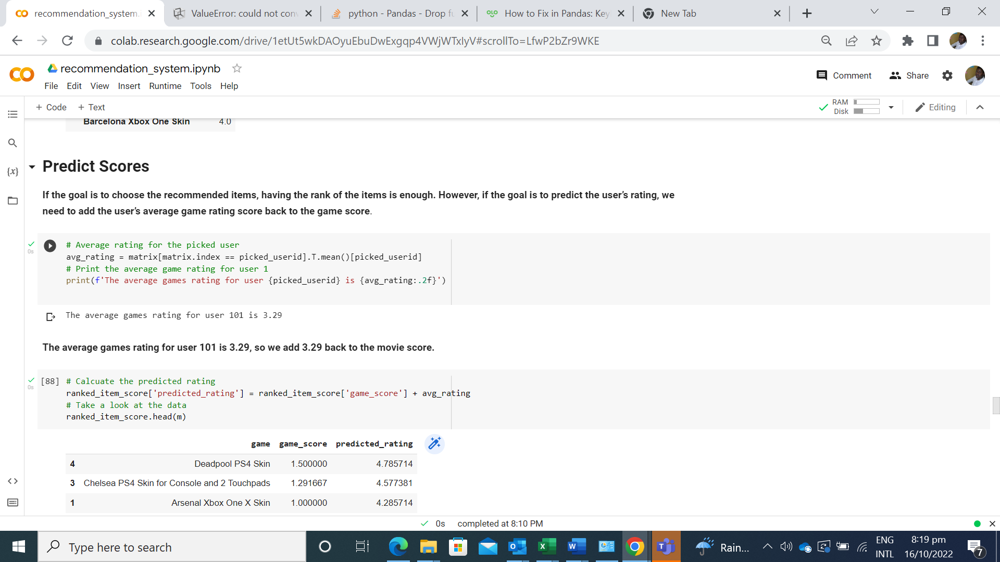 recommendation_system.
ValueError: could not conv
python - Pandas - Drop fu
OLO
How to Fix in Pandas: Key
New Tab
colab.research.google.com/drive/1etUt5wkDAOyuEbuDwExgqp4VWjWTxIyV#scrollTo=LfwP2bZr9WKE
recommendation_system.ipynb
File Edit View Insert Runtime Tools Help
Comment Share
+ Code + Text
RAM
Disk
Editing
Barcelona Xbox One Skin 4.0
{x}
Predict Scores
If the goal is to choose the recommended items, having the rank of the items is enough. However, if the goal is to predict the user’s rating, we
need to add the user’s average game rating score back to the game score.
0s
# Average rating for the picked user
avg_rating = matrix[matrix.index == picked_userid].T.mean()[picked_userid]
# Print the average game rating for user 1
print(f'The average games rating for user {picked_userid} is {avg_rating:.2f}')
The average games rating for user 101 is 3.29
The average games rating for user 101 is 3.29, so we add 3.29 back to the movie score.
0s
[88] # Calcuate the predicted rating
ranked_item_score['predicted_rating'] = ranked_item_score['game_score'] + avg_rating
# Take a look at the data
ranked_item_score.head(m)
game game_score predicted_rating
4 Deadpool PS4 Skin 1.500000 4.785714
3 Chelsea PS4 Skin for Console and 2 Touchpads 1.291667 4.577381
1 Arsenal Xbox One X Skin 1.000000 4.285714
0s completed at 8:10 PM
Type here to search
Rain...
ENG
INTL
8:19 pm
16/10/2022
7